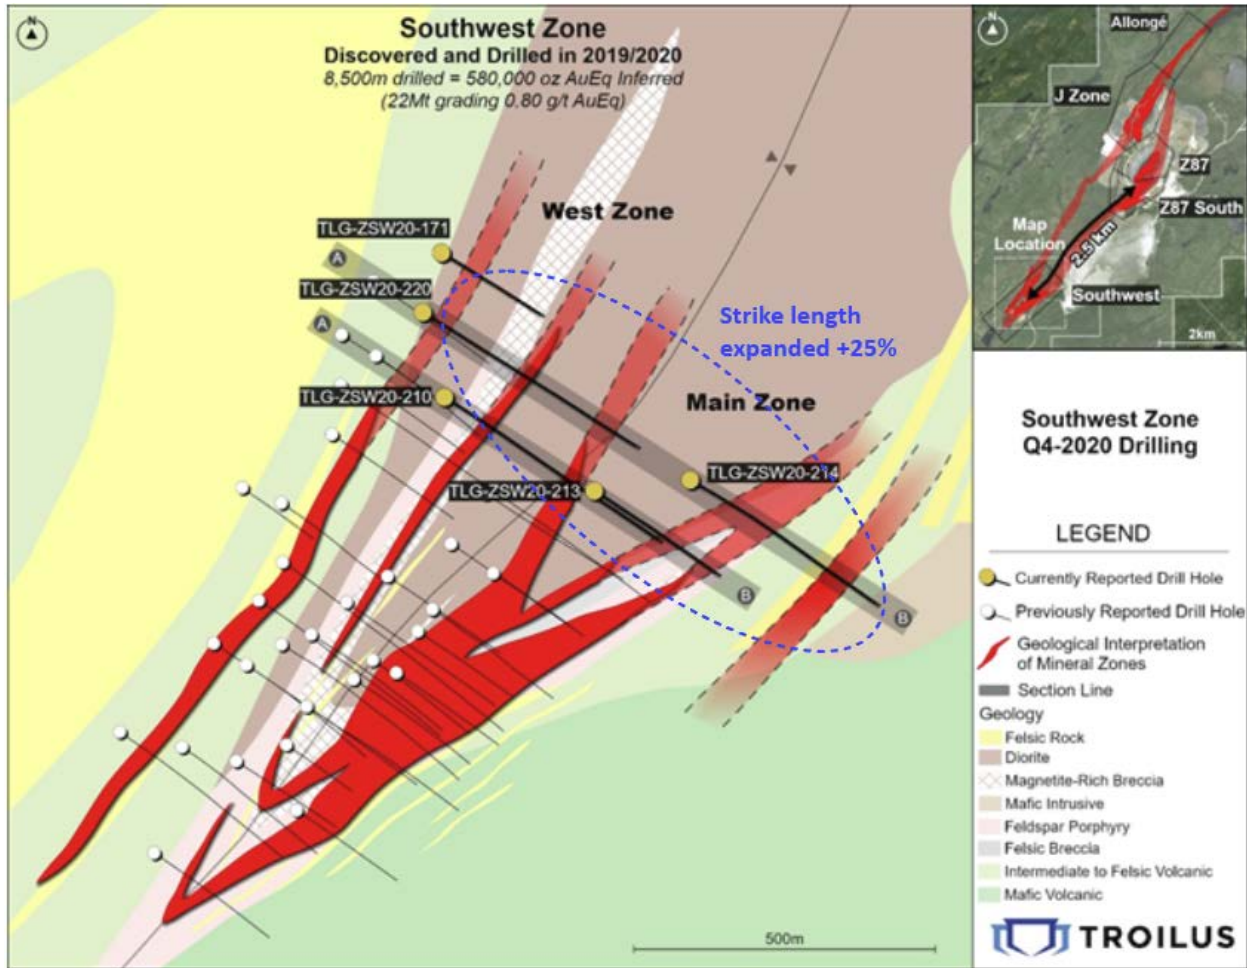 N
Southwest Zone
Discovered and Drilled in 2019/2020
8,500m drilled = 580,000 oz AuEq Inferred
(22Mt grading 0.80 g/t AuEq)
West Zone
TLG-ZSW20-171
A
TLG-ZSW20-220
A
Strike length
expanded +25%
TLG-ZSW20-210
Main Zone
TLG-ZSW20-214
TLG-ZSW20-213
B
B
500m
N
Allongé
J Zone
Z87
Z87 South
Map
Location
2.5 km
Southwest
2km
Southwest Zone
Q4-2020 Drilling
LEGEND
Currently Reported Drill Hole
Previously Reported Drill Hole
Geological Interpretation
of Mineral Zones
Section Line
Geology
Felsic Rock
Diorite
Magnetite-Rich Breccia
Mafic Intrusive
Feldspar Porphyry
Felsic Breccia
Intermediate to Felsic Volcanic
Mafic Volcanic
TROILUS